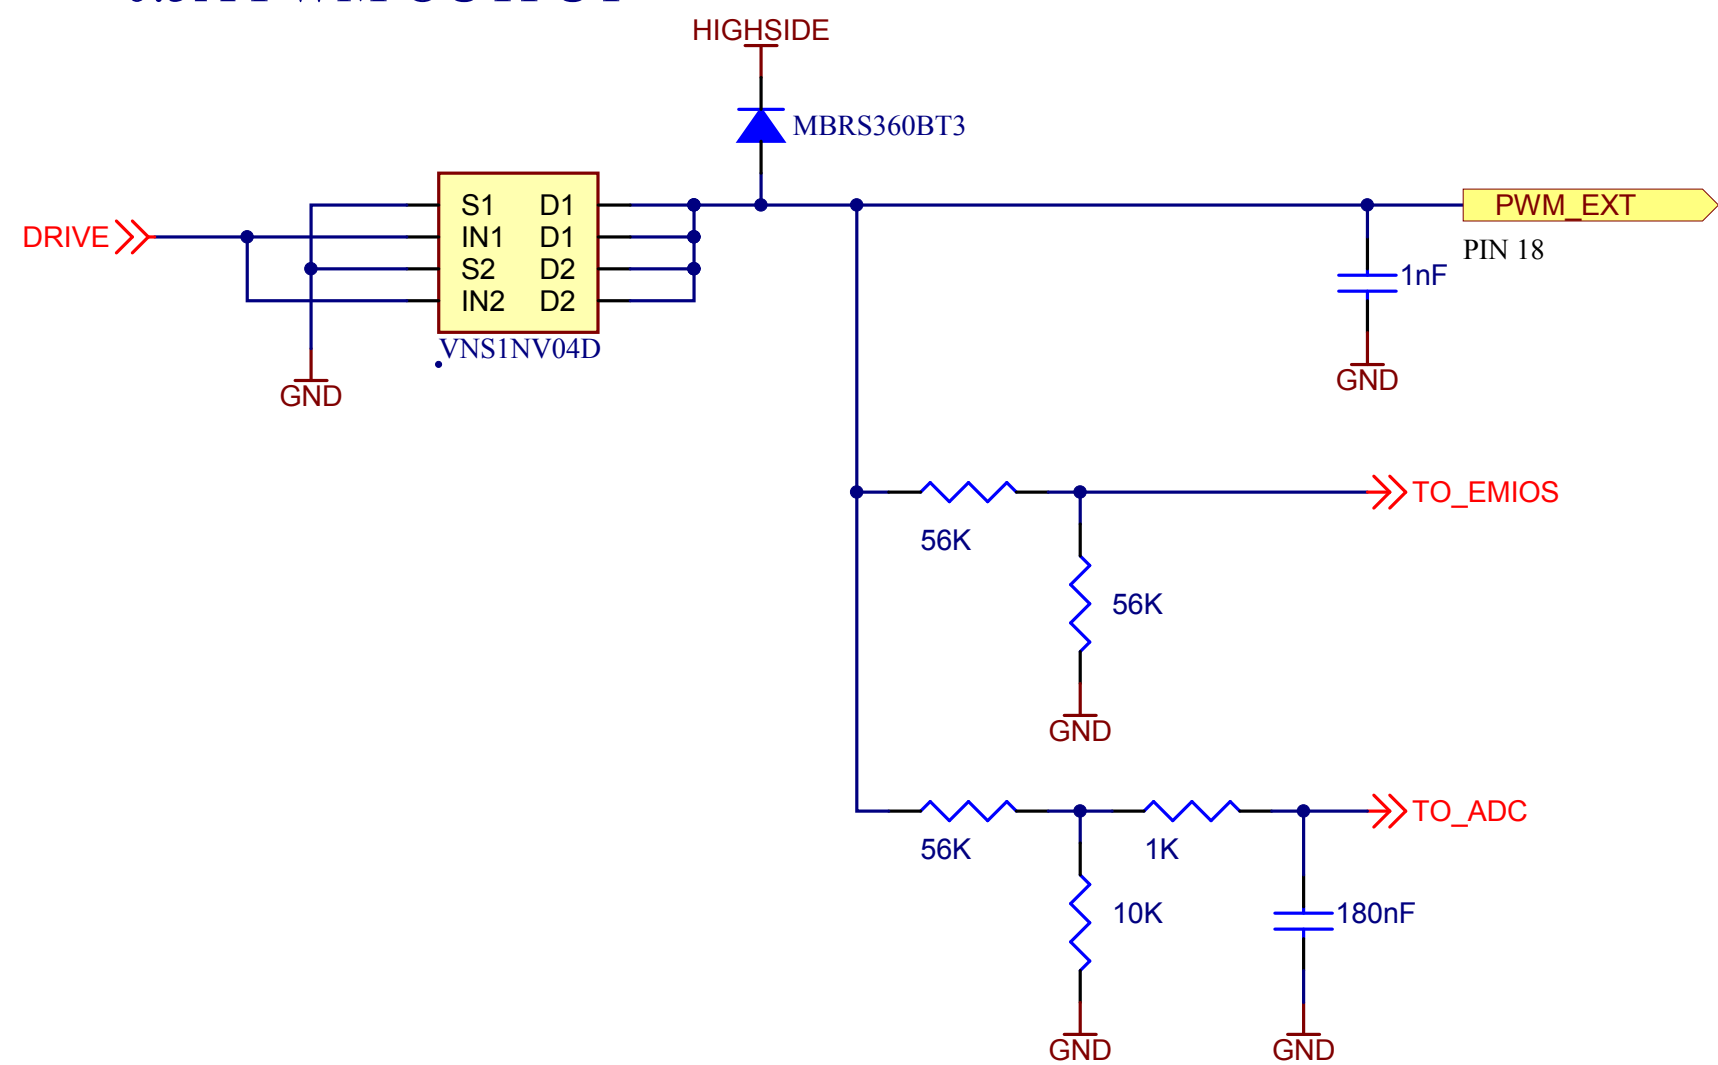 HIGHSIDE
MBRS360BT3
DRIVE
S1 D1
IN1 D1
S2 D2
IN2 D2
VNS1NV04D
GND
PWM_EXT
PIN 18
1nF
GND
TO_EMIOS
56K
56K
GND
TO_ADC
56K
1K
10K
180nF
GND
GND